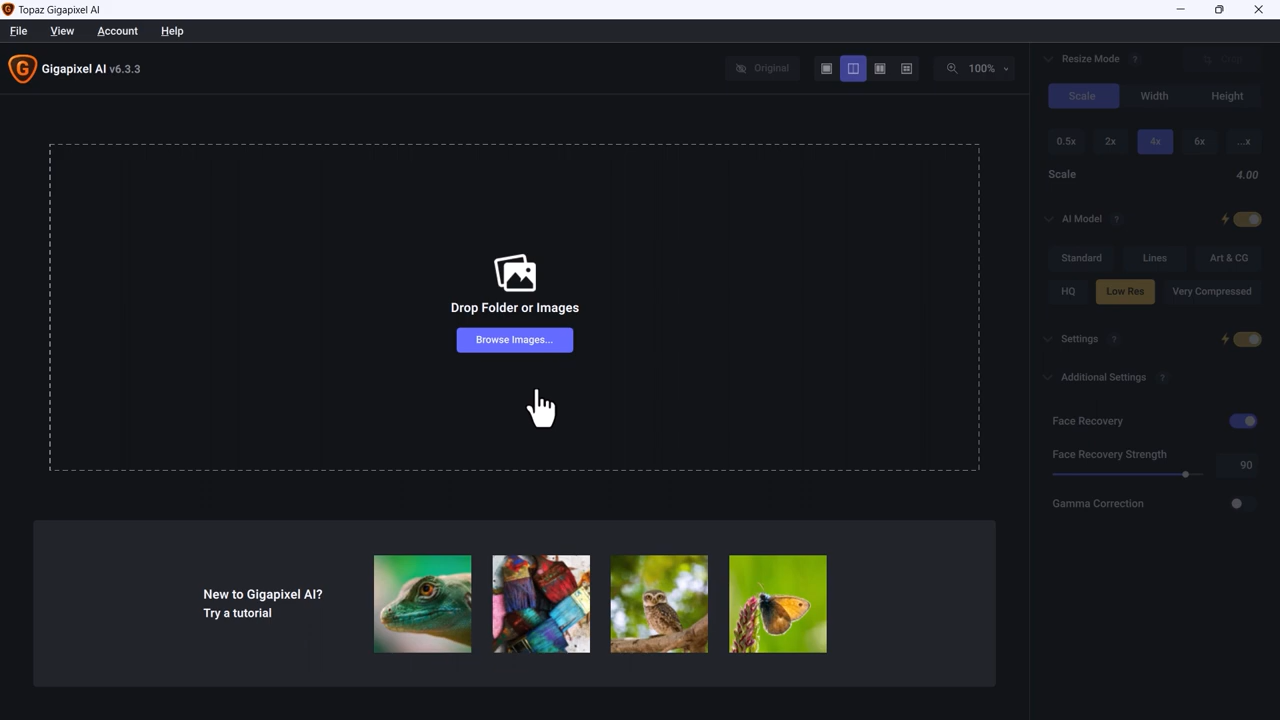 Topaz Gigapixel AI
File View Account Help
Gigapixel AI v6.3.3
Original
100%
Resize Mode ?
Scale Width Height
0.5x 2x 4x 6x ...x
Scale 4.00
AI Model ?
Standard Lines Art & CG
HQ Low Res Very Compressed
Settings ?
Additional Settings ?
Face Recovery
Face Recovery Strength 90
Gamma Correction
Drop Folder or Images
Browse Images...
New to Gigapixel AI?
Try a tutorial